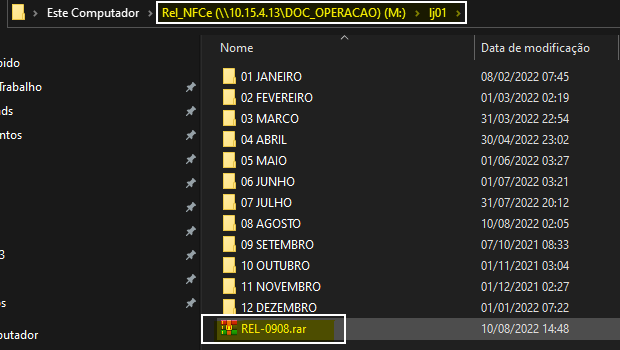 Este Computador > Rel_NFCe (\\10.15.4.13\DOC_OPERACAO) (M:) > lj01 >
Nome Data de modificação
01 JANEIRO 08/02/2022 07:45
02 FEVEREIRO 01/03/2022 02:19
03 MARCO 31/03/2022 22:54
04 ABRIL 30/04/2022 23:02
05 MAIO 01/06/2022 03:27
06 JUNHO 01/07/2022 03:21
07 JULHO 31/07/2022 20:12
08 AGOSTO 10/08/2022 02:05
09 SETEMBRO 07/10/2021 08:33
10 OUTUBRO 01/11/2021 03:04
11 NOVEMBRO 01/12/2021 02:27
12 DEZEMBRO 01/01/2022 07:22
REL-0908.rar 10/08/2022 14:48
pido
Trabalho
ds
ntos
3
os
putador